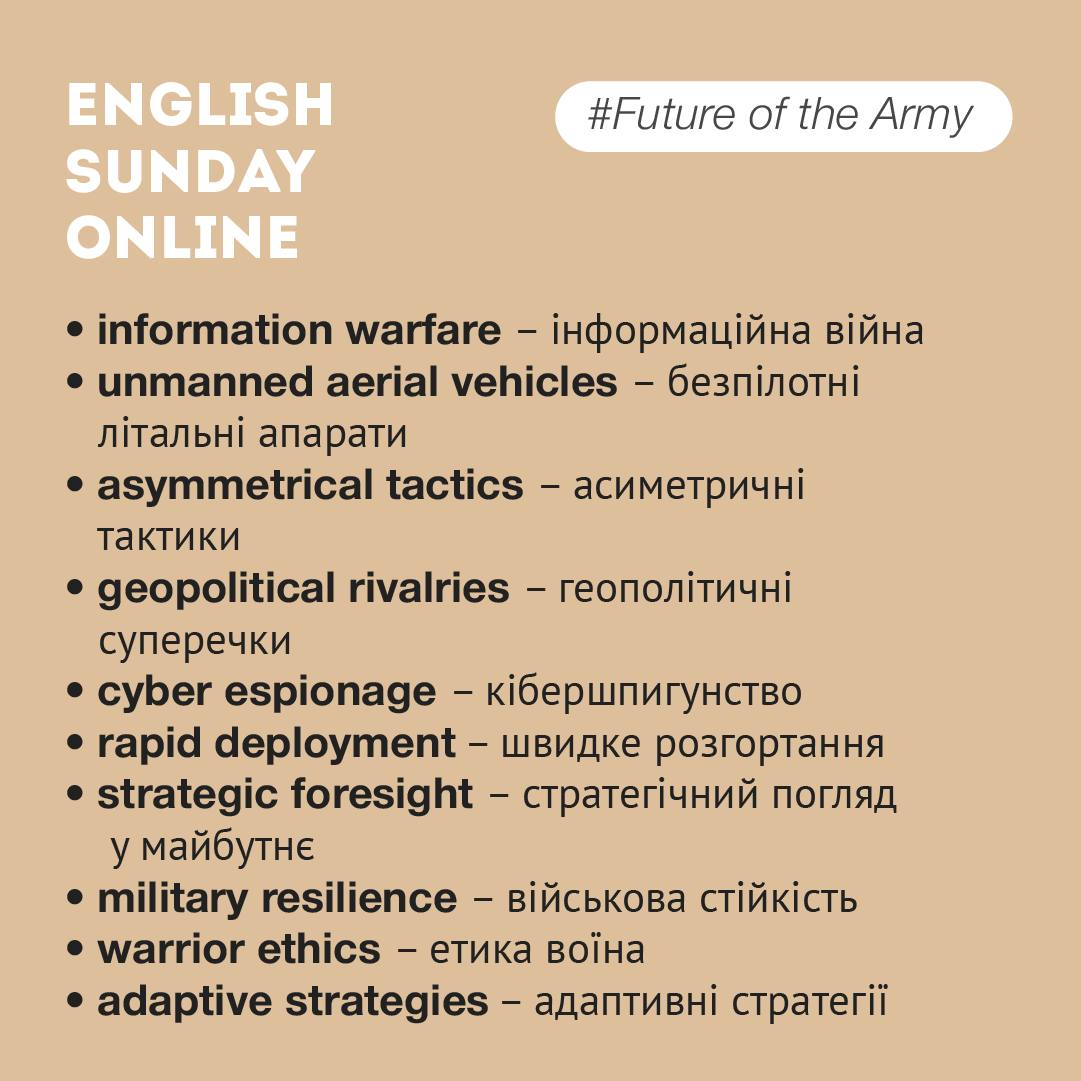 ENGLISH
SUNDAY
ONLINE
#Future of the Army
• information warfare – інформаційна війна
• unmanned aerial vehicles – безпілотні
літальні апарати
• asymmetrical tactics – асиметричні
тактики
• geopolitical rivalries – геополітичні
суперечки
• cyber espionage – кібершпигунство
• rapid deployment – швидке розгортання
• strategic foresight – стратегічний погляд
у майбутнє
• military resilience – військова стійкість
• warrior ethics – етика воїна
• adaptive strategies – адаптивні стратегії